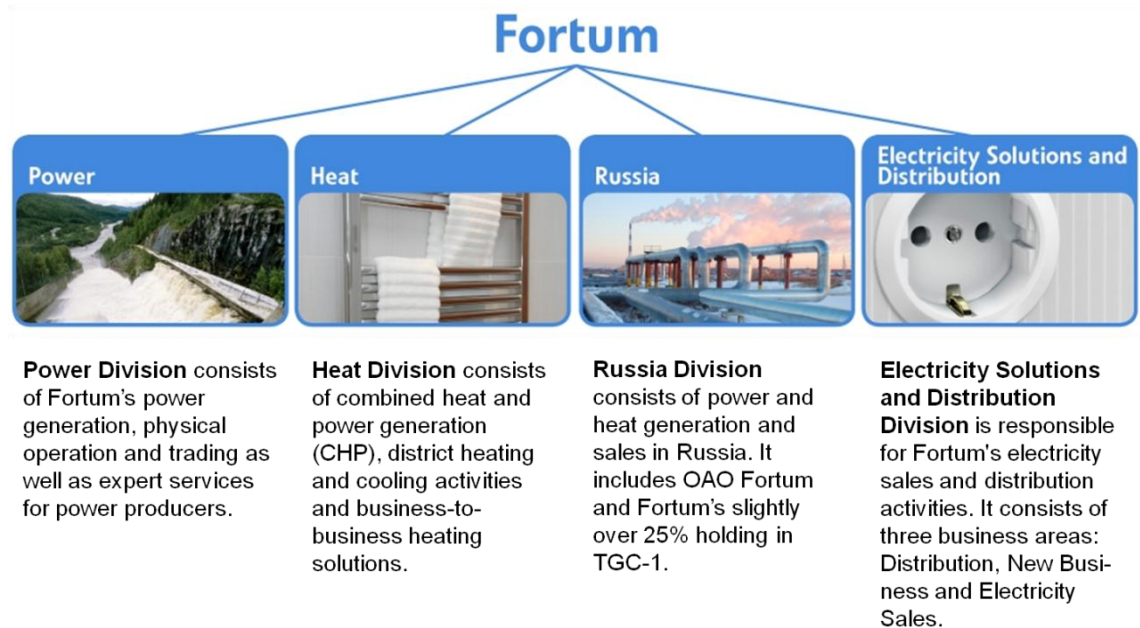 Fortum
Power
Heat
Russia
Electricity Solutions and
Distribution
Power Division consists
of Fortum's power
generation, physical
operation and trading as
well as expert services
for power producers.
Heat Division consists
of combined heat and
power generation
(CHP), district heating
and cooling activities
and business-to-
business heating
solutions.
Russia Division
consists of power and
heat generation and
sales in Russia. It
includes OAO Fortum
and Fortum's slightly
over 25% holding in
TGC-1.
Electricity Solutions
and Distribution
Division is responsible
for Fortum's electricity
sales and distribution
activities. It consists of
three business areas:
Distribution, New Busi-
ness and Electricity
Sales.